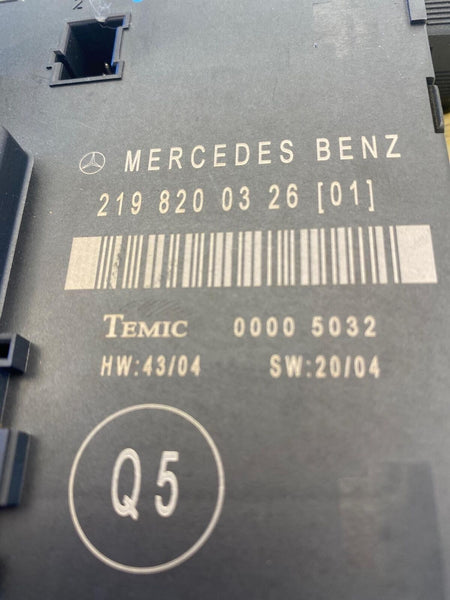 MERCEDES BENZ
219 820 03 26 [01]
TEMIC 0000 5032
HW:43/04 SW:20/04
Q5